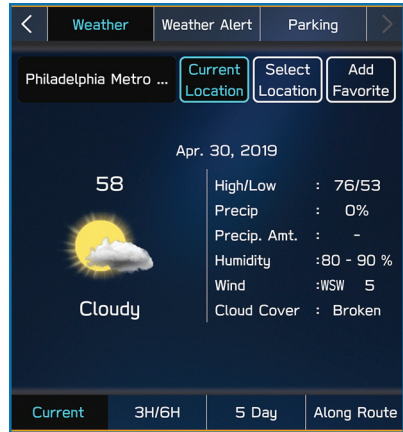 Weather Weather Alert Parking
Philadelphia Metro ... Current Location Select Location Add Favorite
Apr. 30, 2019
58
High/Low : 76/53
Precip : 0%
Precip. Amt. : -
Humidity :80 - 90 %
Wind :WSW 5
Cloudy
Cloud Cover : Broken
Current 3H/6H 5 Day Along Route